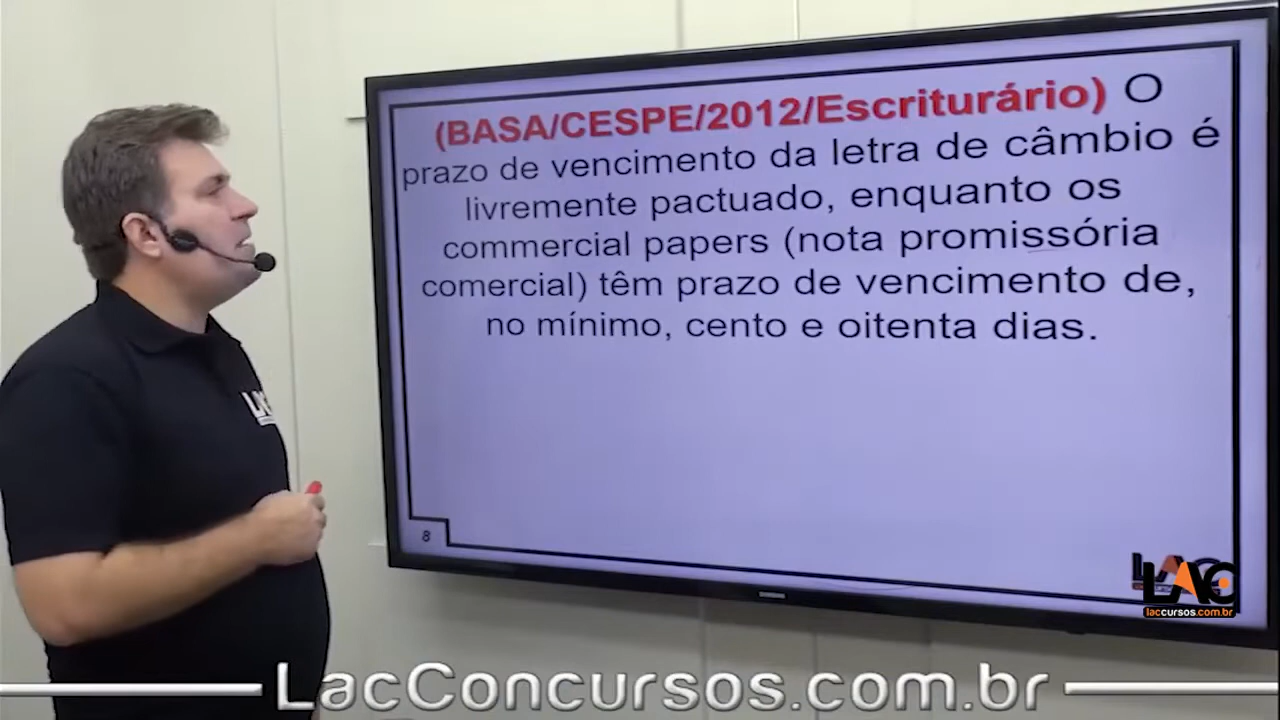 (BASA/CESPE/2012/Escriturário) O
prazo de vencimento da letra de câmbio é
livremente pactuado, enquanto os
commercial papers (nota promissória
comercial) têm prazo de vencimento de,
no mínimo, cento e oitenta dias.
8
LAC
LAC
laccursos.com.br
LacConcursos.com.br